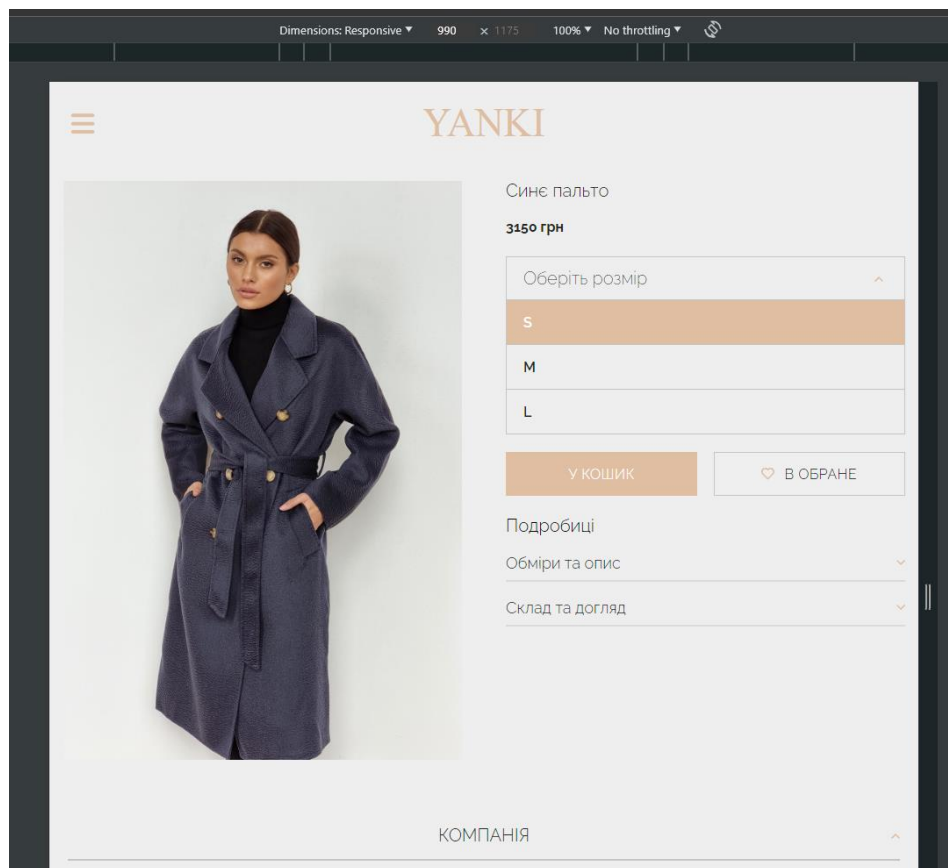 Dimensions: Responsive ▼ 990 × 1175 100% ▼ No throttling ▼
YANKI
Синє пальто
3150 грн
Оберіть розмір
S
M
L
У КОШИК
В ОБРАНЕ
Подробиці
Обміри та опис
Склад та догляд
КОМПАНІЯ